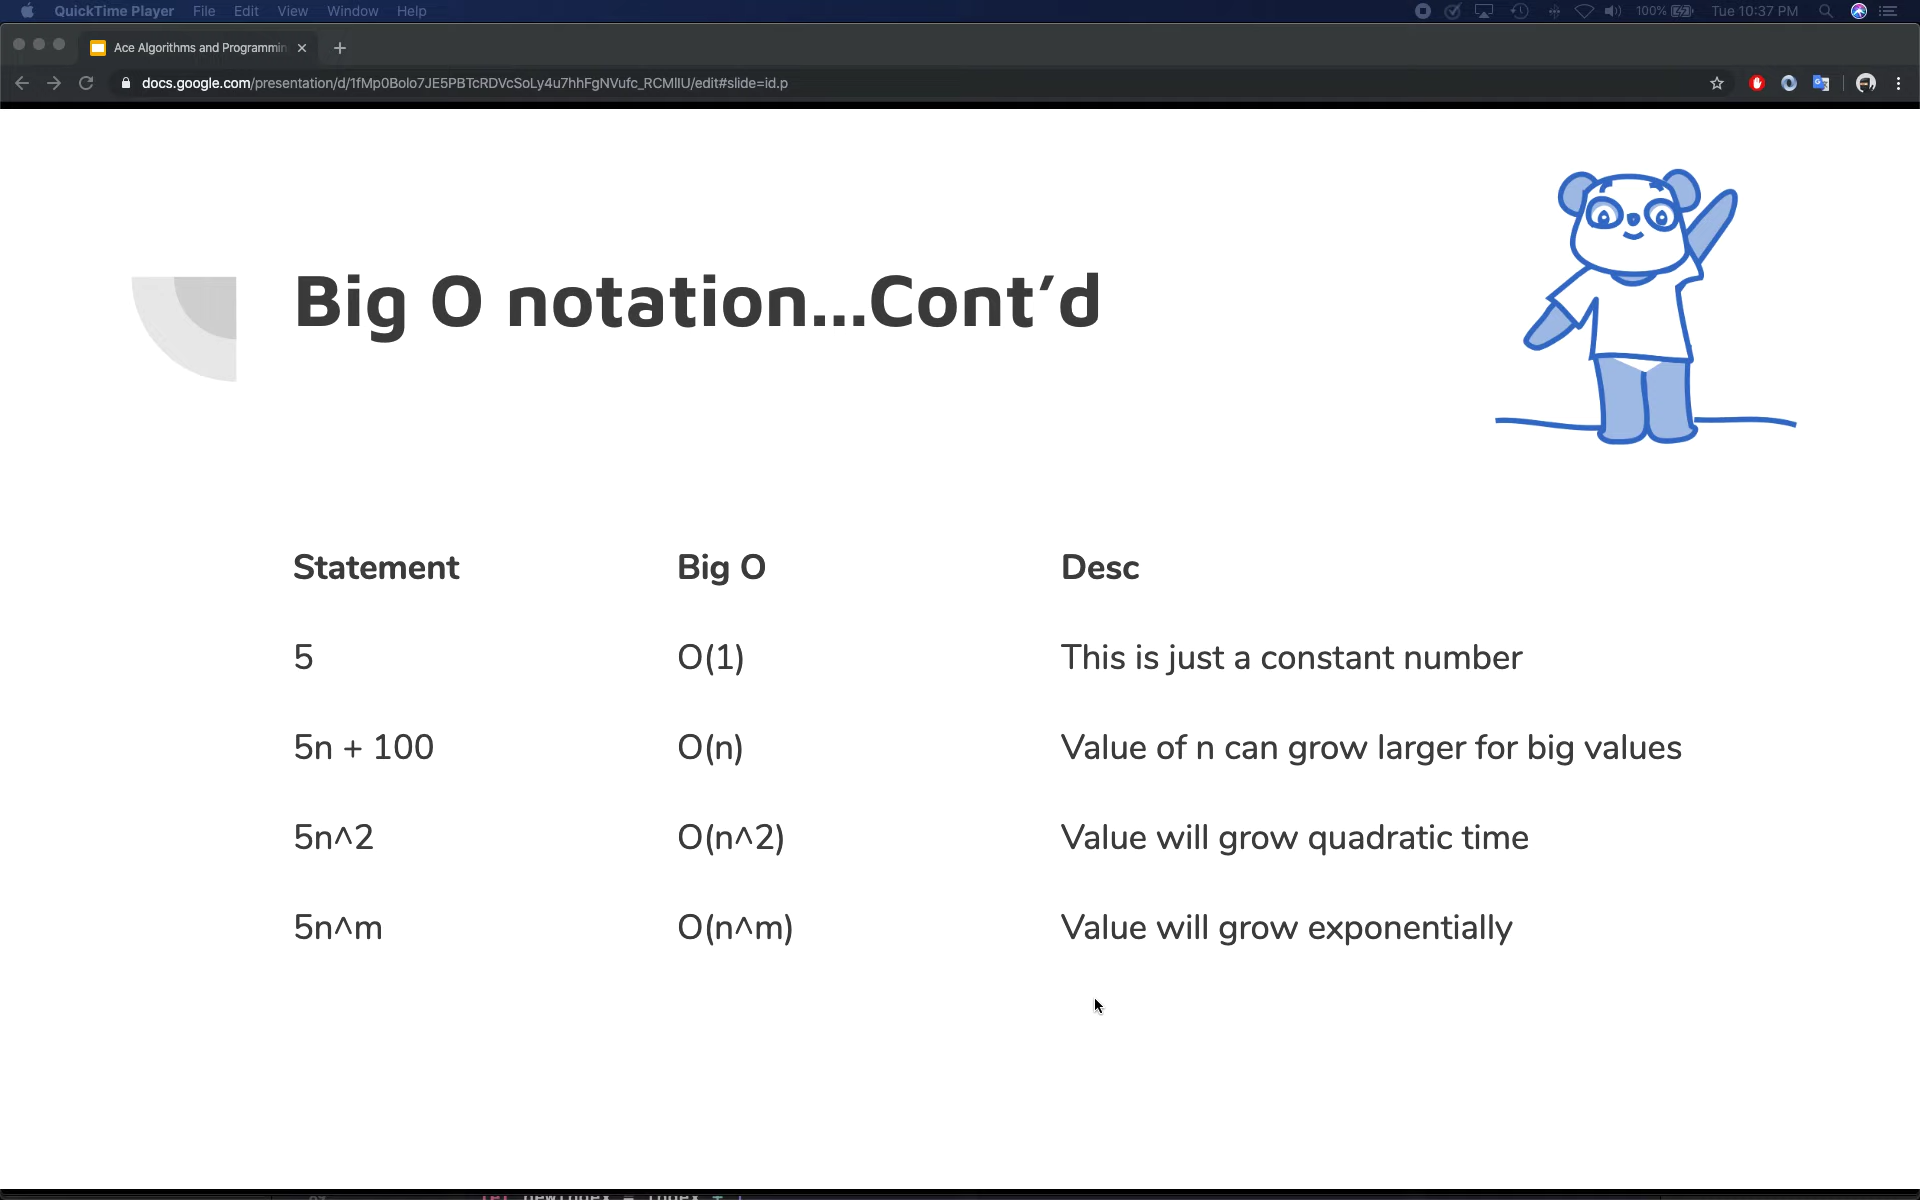 QuickTime Player File Edit View Window Help 100% Tue 10:37 PM
Ace Algorithms and Programmin
docs.google.com/presentation/d/1fMp0Bolo7JE5PBTcRDVcSoLy4u7hhFgNVufc_RCMIlU/edit#slide=id.p
Big O notation...Cont’d
Statement Big O Desc
5 O(1) This is just a constant number
5n + 100 O(n) Value of n can grow larger for big values
5n^2 O(n^2) Value will grow quadratic time
5n^m O(n^m) Value will grow exponentially